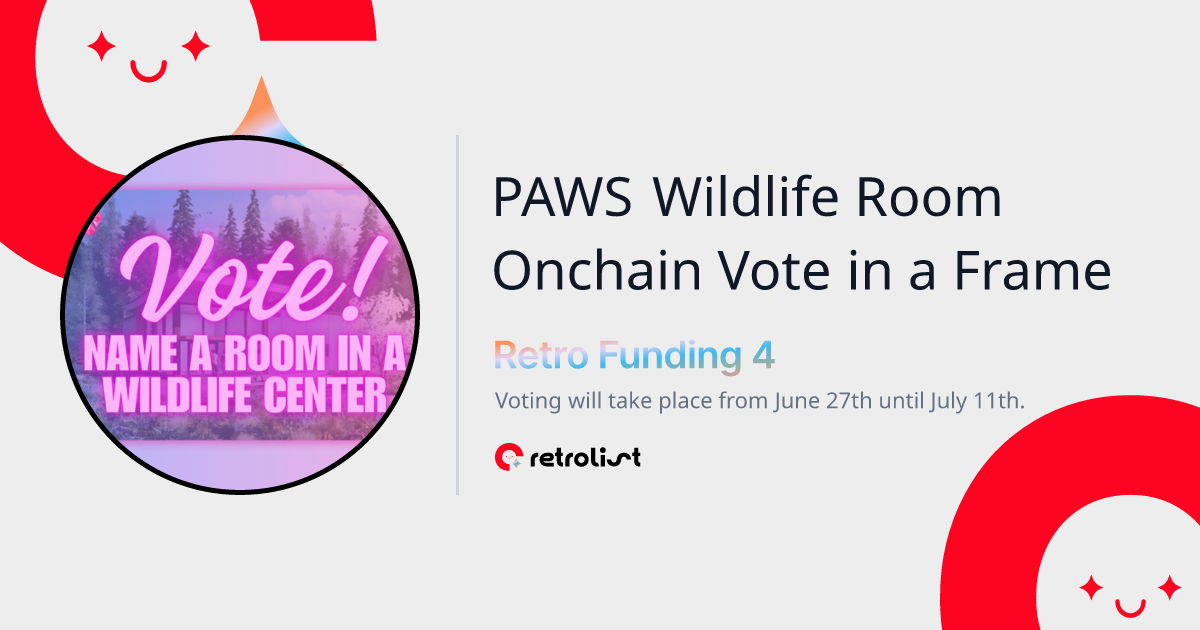 Vote!
NAME A ROOM IN A
WILDLIFE CENTER
PAWS Wildlife Room
Onchain Vote in a Frame
Retro Funding 4
Voting will take place from June 27th until July 11th.
retrolist